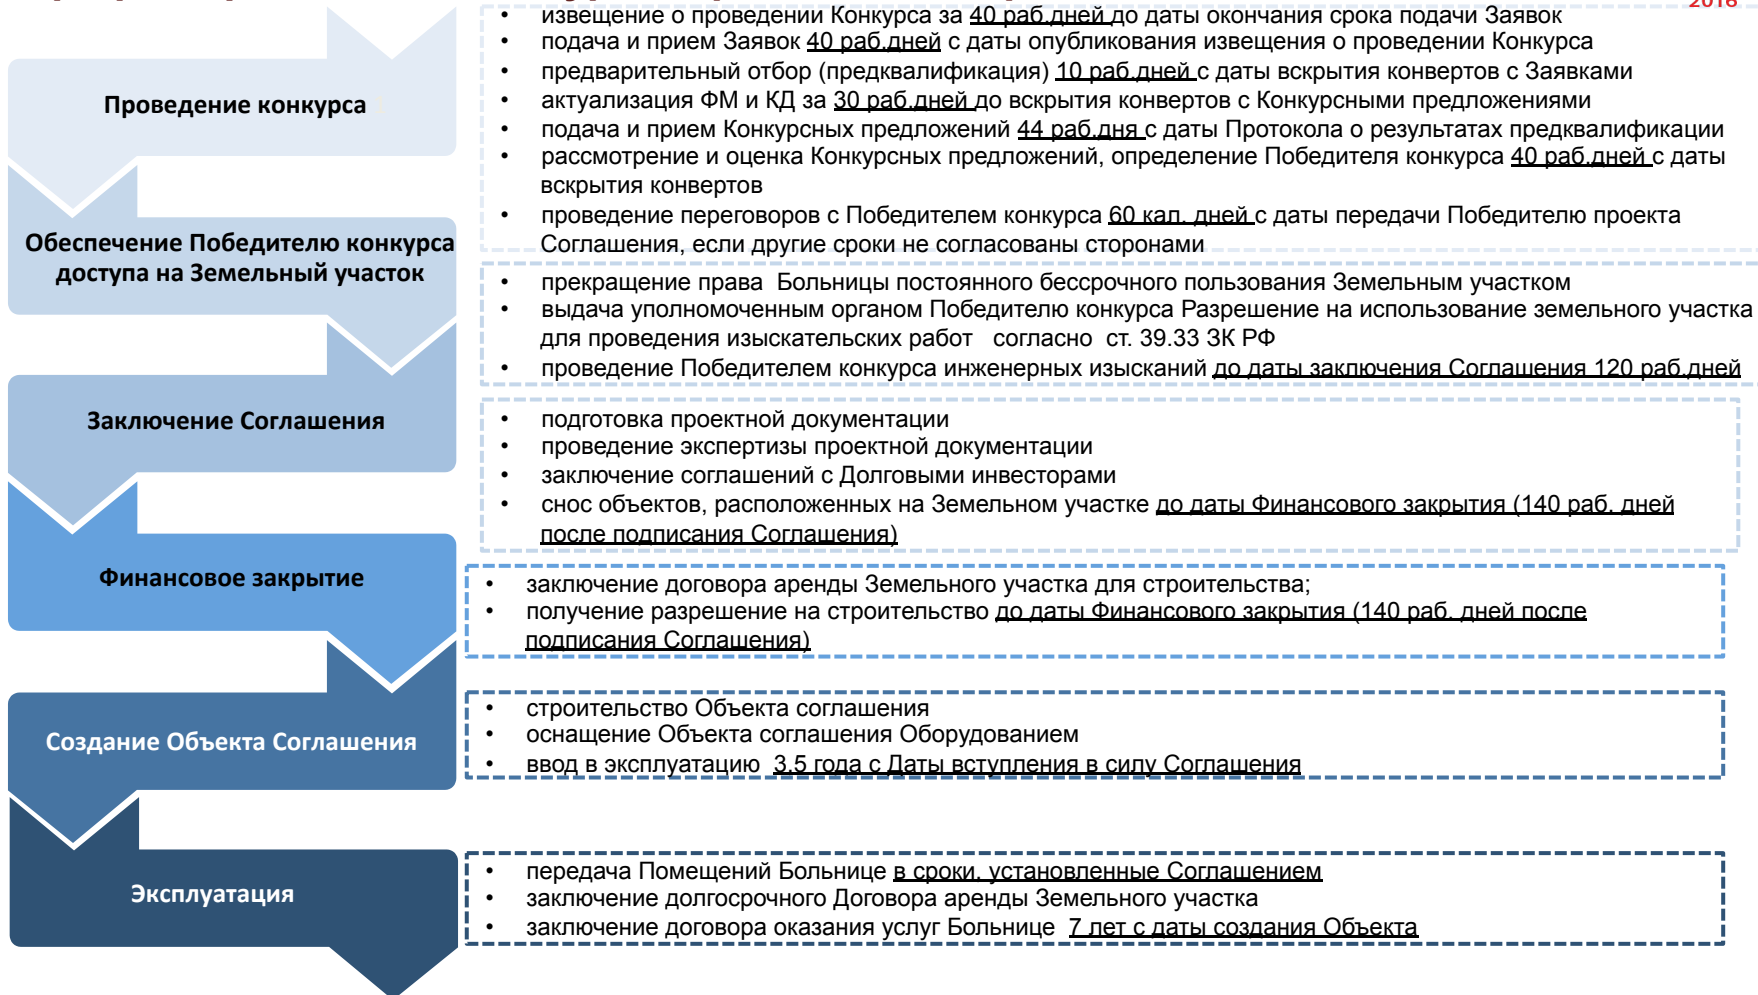 2016
• извещение о проведении Конкурса за 40 раб.дней до даты окончания срока подачи Заявок
• подача и прием Заявок 40 раб.дней с даты опубликования извещения о проведении Конкурса
• предварительный отбор (предквалификация) 10 раб.дней с даты вскрытия конвертов с Заявками
Проведение конкурса
• актуализация ФМ и КД за 30 раб.дней до вскрытия конвертов с Конкурсными предложениями
• подача и прием Конкурсных предложений 44 раб.дня с даты Протокола о результатах предквалификации
• рассмотрение и оценка Конкурсных предложений, определение Победителя конкурса 40 раб.дней с даты
вскрытия конвертов
• проведение переговоров с Победителем конкурса 60 кал. дней с даты передачи Победителю проекта
Соглашения, если другие сроки не согласованы сторонами
Обеспечение Победителю конкурса
доступа на Земельный участок
• прекращение права Больницы постоянного бессрочного пользования Земельным участком
• выдача уполномоченным органом Победителю конкурса Разрешение на использование земельного участка
для проведения изыскательских работ согласно ст. 39.33 ЗК РФ
• проведение Победителем конкурса инженерных изысканий до даты заключения Соглашения 120 раб.дней
Заключение Соглашения
• подготовка проектной документации
• проведение экспертизы проектной документации
• заключение соглашений с Долговыми инвесторами
• снос объектов, расположенных на Земельном участке до даты Финансового закрытия (140 раб. дней
после подписания Соглашения)
Финансовое закрытие
• заключение договора аренды Земельного участка для строительства;
• получение разрешение на строительство до даты Финансового закрытия (140 раб. дней после
подписания Соглашения)
Создание Объекта Соглашения
• строительство Объекта соглашения
• оснащение Объекта соглашения Оборудованием
• ввод в эксплуатацию 3.5 года с Даты вступления в силу Соглашения
Эксплуатация
• передача Помещений Больнице в сроки, установленные Соглашением
• заключение долгосрочного Договора аренды Земельного участка
• заключение договора оказания услуг Больнице 7 лет с даты создания Объекта